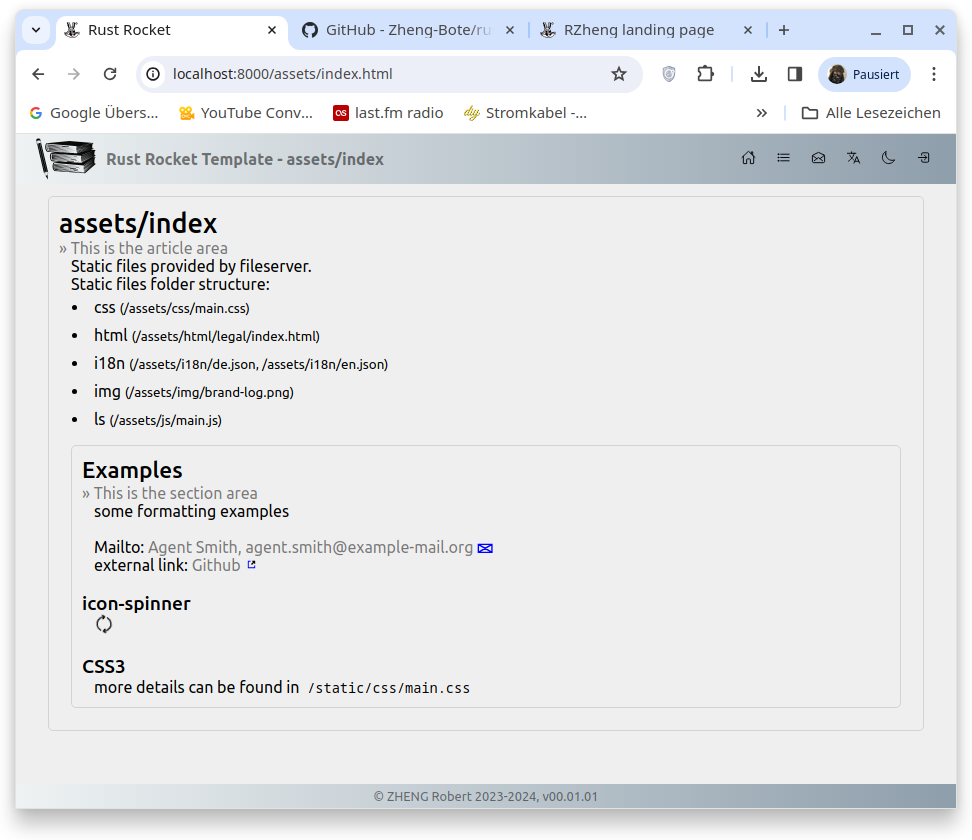 Rust Rocket
GitHub - Zheng-Bote/ru
RZheng landing page
localhost:8000/assets/index.html
Pausiert
Google Übers...
YouTube Conv...
last.fm radio
Stromkabel -...
»
Alle Lesezeichen
Rust Rocket Template - assets/index
assets/index
» This is the article area
Static files provided by fileserver.
Static files folder structure:
• css (/assets/css/main.css)
• html (/assets/html/legal/index.html)
• i18n (/assets/i18n/de.json, /assets/i18n/en.json)
• img (/assets/img/brand-log.png)
• ls (/assets/js/main.js)
Examples
» This is the section area
some formatting examples
Mailto: Agent Smith, agent.smith@example-mail.org
external link: Github
icon-spinner
CSS3
more details can be found in /static/css/main.css
© ZHENG Robert 2023-2024, v00.01.01